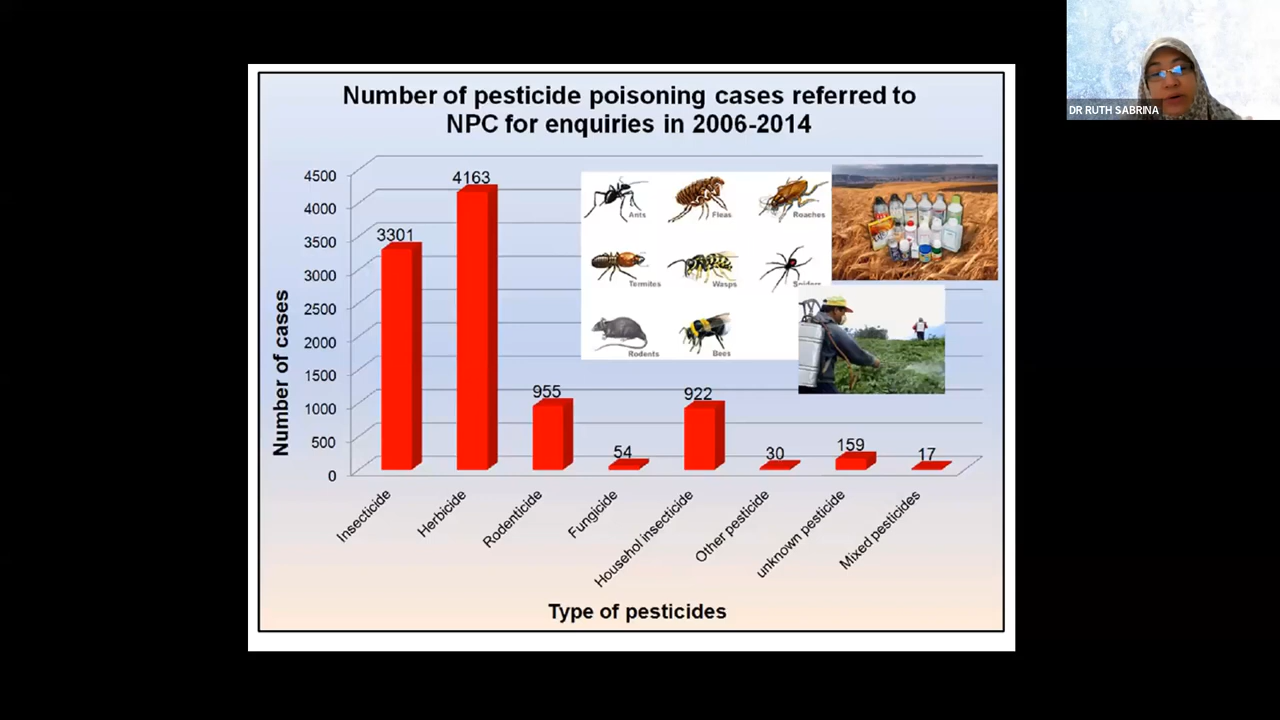 Number of pesticide poisoning cases referred to
NPC for enquiries in 2006-2014
DR RUTH SABRINA
Number of cases
4500
4000
3500
3000
2500
2000
1500
1000
500
0
3301
4163
955
54
922
30
159
17
Ants
Fleas
Roaches
Termites
Wasps
Spiders
Rodents
Bees
Insecticide
Herbicide
Rodenticide
Fungicide
Househol insecticide
Other pesticide
unknown pesticide
Mixed pesticides
Type of pesticides